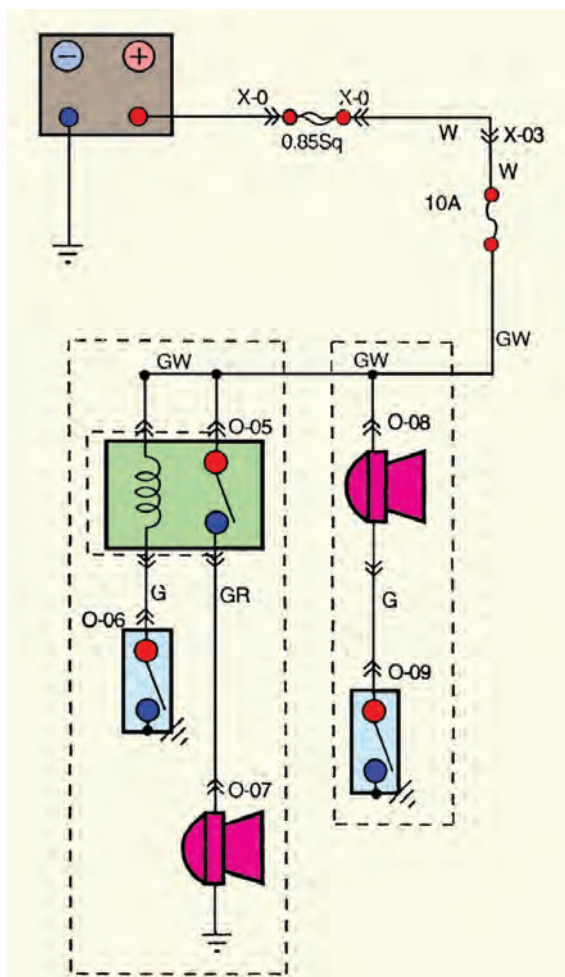 − +
X-0 X-0
0.85Sq
W X-03
W
10A
GW
GW GW
O-05 O-08
G GR G
O-06
O-09
O-07